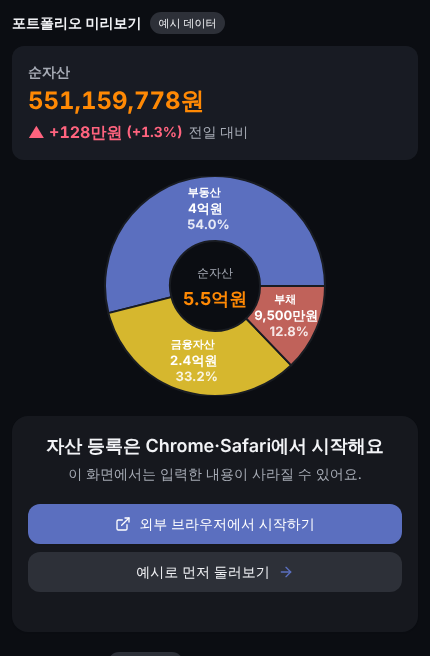 포트폴리오 미리보기 예시 데이터
순자산
551,159,778원
▲ +128만원 (+1.3%) 전일 대비
부동산
4억원
54.0%
순자산
5.5억원
부채
9,500만원
12.8%
금융자산
2.4억원
33.2%
자산 등록은 Chrome·Safari에서 시작해요
이 화면에서는 입력한 내용이 사라질 수 있어요.
외부 브라우저에서 시작하기
예시로 먼저 둘러보기 →